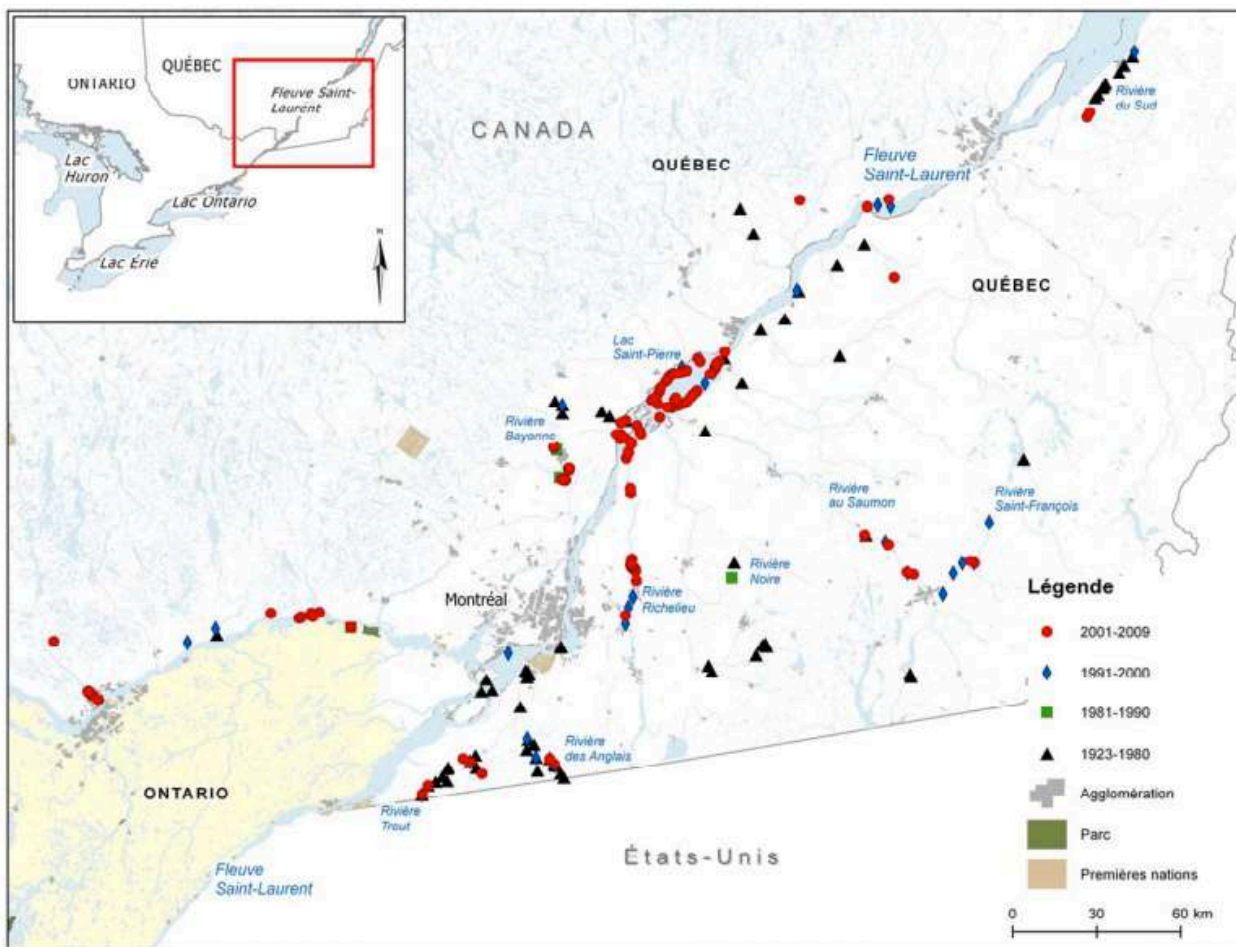 QUÉBEC
ONTARIO
Fleuve Saint-
Laurent
Lac
Huron
Lac Ontario
Lac Érié
N
CANADA
QUÉBEC
Fleuve
Saint-Laurent
Rivière
du Sud
QUÉBEC
Lac
Saint-Pierre
Rivière
Bayonne
Rivière
au Saumon
Rivière
Saint-François
Rivière
Noire
Montréal
Rivière
Richelieu
Rivière
des Anglais
ONTARIO
Rivière
Trout
États-Unis
Fleuve
Saint-Laurent
Légende
2001-2009
1991-2000
1981-1990
1923-1980
Agglomération
Parc
Premières nations
0 30 60 km